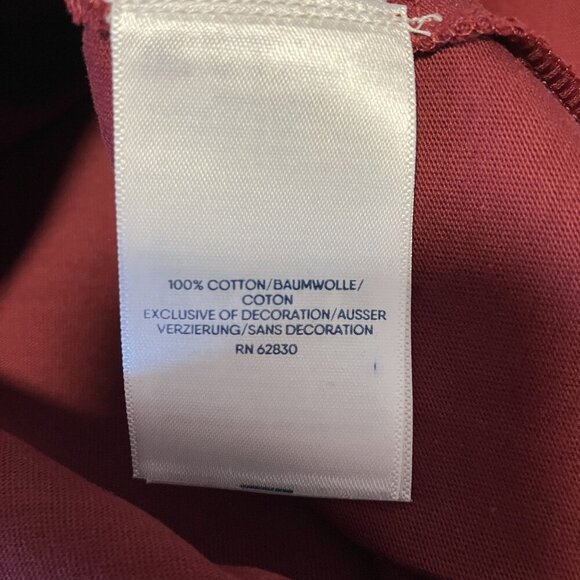 100% COTTON/BAUMWOLLE/
COTON
EXCLUSIVE OF DECORATION/AUSSER
VERZIERUNG/SANS DECORATION
RN 62830